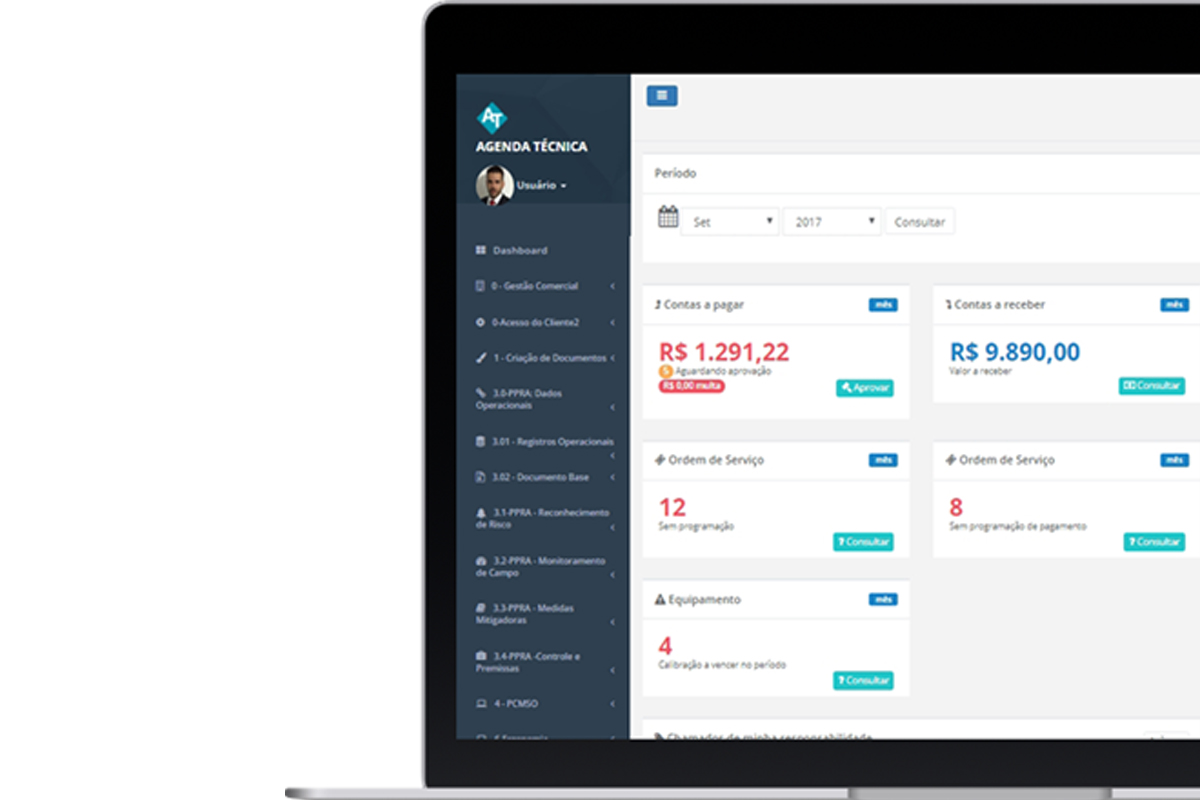 AT
AGENDA TÉCNICA
Usuário
Dashboard
0 - Gestão Comercial
0-Acesso do Cliente2
1 - Criação de Documentos
3.0-PPRA: Dados
Operacionais
3.01 - Registros Operacionais
3.02 - Documento Base
3.1-PPRA - Reconhecimento
de Risco
3.2-PPRA - Monitoramento
de Campo
3.3-PPRA - Medidas
Mitigadoras
3.4-PPRA -Controle e
Premissas
4 - PCMSO
Período
Set 2017 Consultar
Contas a pagar mês
R$ 1.291,22
$ Aguardando aprovação
R$ 0,00 multa
Aprovar
Contas a receber mês
R$ 9.890,00
Valor a receber
Consultar
Ordem de Serviço mês
12
Sem programação
? Consultar
Ordem de Serviço mês
8
Sem programação de pagamento
? Consultar
Equipamento mês
4
Calibração a vencer no período
? Consultar
Chamados de minha responsabilidade